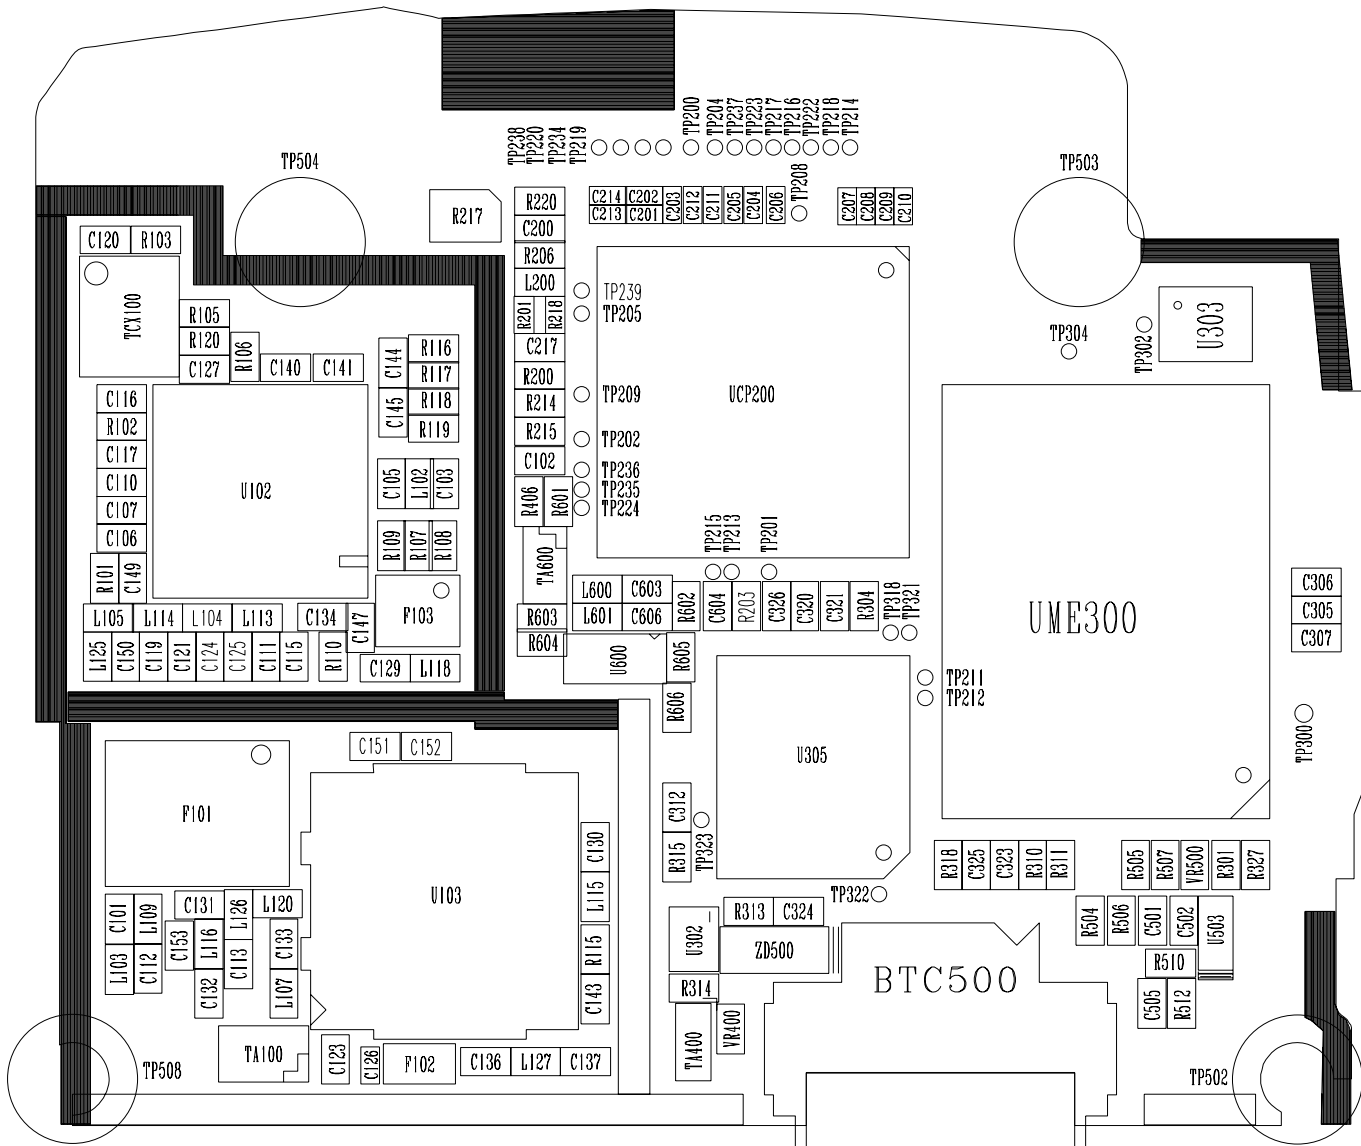 TP238
TP220
TP234
TP219
TP200
TP204
TP237
TP223
TP217
TP216
TP222
TP218
TP214
TP504
TP503
TP208
R217
R220
C214
C202
C213
C201
C203
C212
C211
C205
C204
C206
C207
C208
C209
C210
C200
C120
R103
R206
L200
TP239
TP205
R201
R218
TCX100
R105
R120
R106
C127
C140
C141
C144
R116
R117
C145
R118
R119
C217
R200
R214
R215
C102
TP209
TP202
TP236
TP235
TP224
UCP200
TP304
TP302
U303
C116
R102
C117
C110
C107
C106
R101
C149
U102
C105
L102
C103
R109
R107
R108
F103
R406
R601
TA600
TP215
TP213
TP201
L600
C603
L601
C606
R602
C604
R203
C326
C320
C321
R304
TP318
TP321
UME300
C306
C305
C307
L105
L114
L104
L113
C134
C147
L125
C150
C119
C121
C124
C125
C111
C115
R110
C129
L118
R603
R604
U600
R605
R606
TP211
TP212
U305
TP300
C151
C152
F101
U103
C130
L115
R115
C143
C312
R315
TP323
TP322
R318
C325
C323
R310
R311
R505
R507
VR500
R301
R327
C101
L109
L103
C112
C131
L126
L120
C153
L116
C113
C133
C132
L107
U302
R313
C324
ZD500
R314
BTC500
R504
R506
C501
C502
U503
R510
C505
R512
TA400
VR400
TP508
TA100
C123
C126
F102
C136
L127
C137
TP502